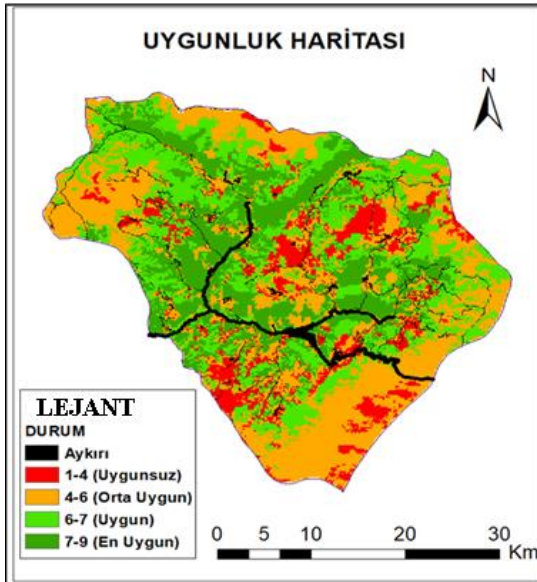 UYGUNLUK HARİTASI
N
LEJANT
DURUM
Aykırı
1-4 (Uygunsuz)
4-6 (Orta Uygun)
6-7 (Uygun)
7-9 (En Uygun)
0 5 10 20 30
Km